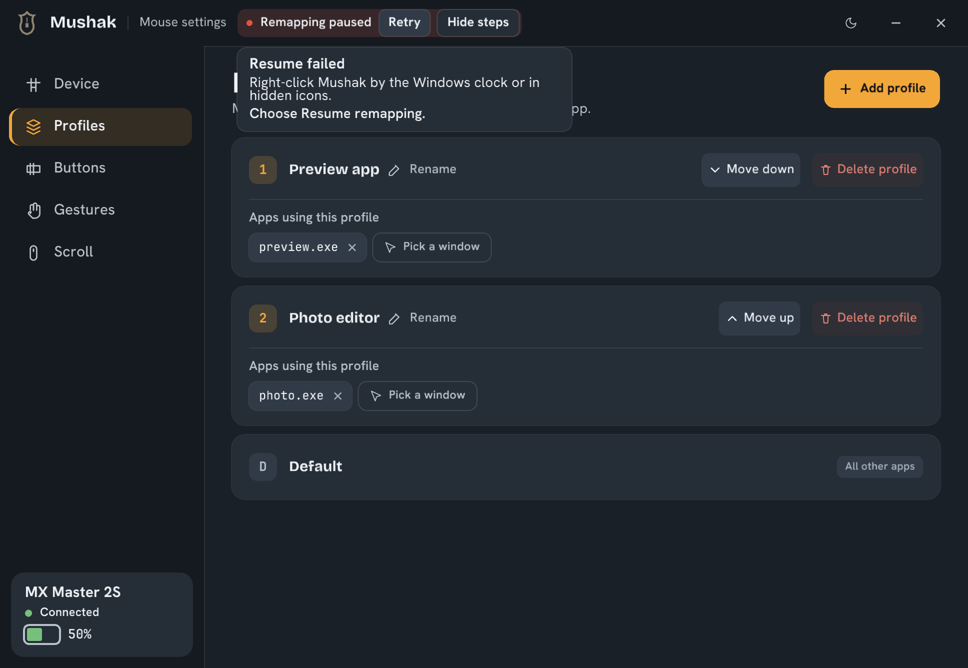 Mushak
Mouse settings
Remapping paused
Retry
Hide steps
Resume failed
Right-click Mushak by the Windows clock or in
hidden icons.
Choose Resume remapping.
pp.
Add profile
Device
Profiles
Buttons
Gestures
Scroll
1
Preview app
Rename
Move down
Delete profile
Apps using this profile
preview.exe
Pick a window
2
Photo editor
Rename
Move up
Delete profile
Apps using this profile
photo.exe
Pick a window
D
Default
All other apps
MX Master 2S
Connected
50%